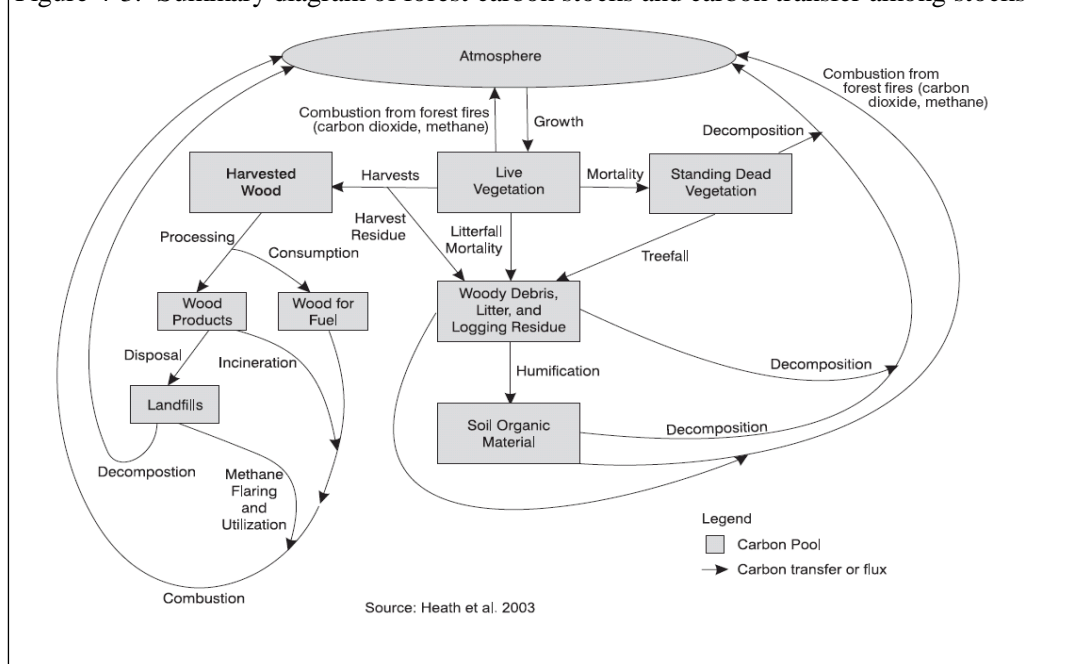 Figure 4-3. Summary diagram of forest carbon stocks and carbon transfer among stocks
Atmosphere
Combustion from
forest fires (carbon
dioxide, methane)
Combustion from forest fires
(carbon dioxide, methane)
Growth
Decomposition
Harvested
Wood
Harvests
Live
Vegetation
Mortality
Standing Dead
Vegetation
Harvest
Residue
Litterfall
Mortality
Treefall
Processing
Consumption
Wood
Products
Wood for
Fuel
Woody Debris,
Litter, and
Logging Residue
Disposal
Incineration
Humification
Decomposition
Landfills
Soil Organic
Material
Decomposition
Decompostion
Methane
Flaring
and
Utilization
Combustion
Legend
Carbon Pool
Carbon transfer or flux
Source: Heath et al. 2003